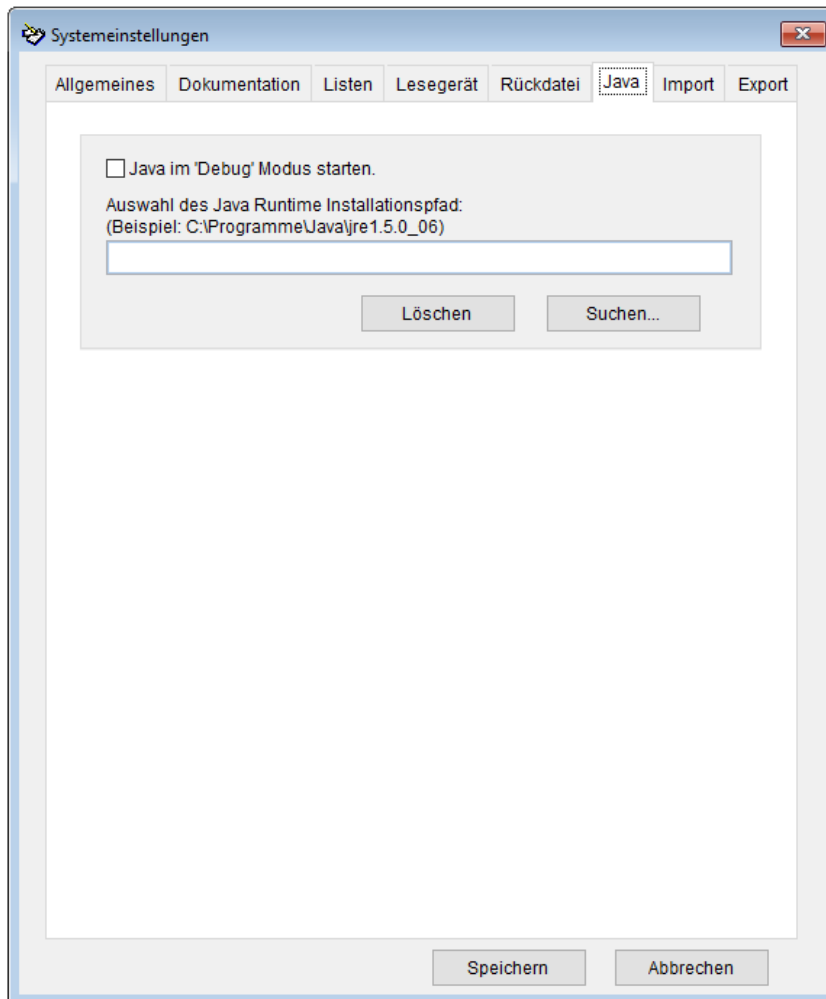 Systemeinstellungen
Allgemeines Dokumentation Listen Lesegerät Rückdatei Java Import Export
Java im 'Debug' Modus starten.
Auswahl des Java Runtime Installationspfad:
(Beispiel: C:\Programme\Java\jre1.5.0_06)
Löschen Suchen...
Speichern Abbrechen